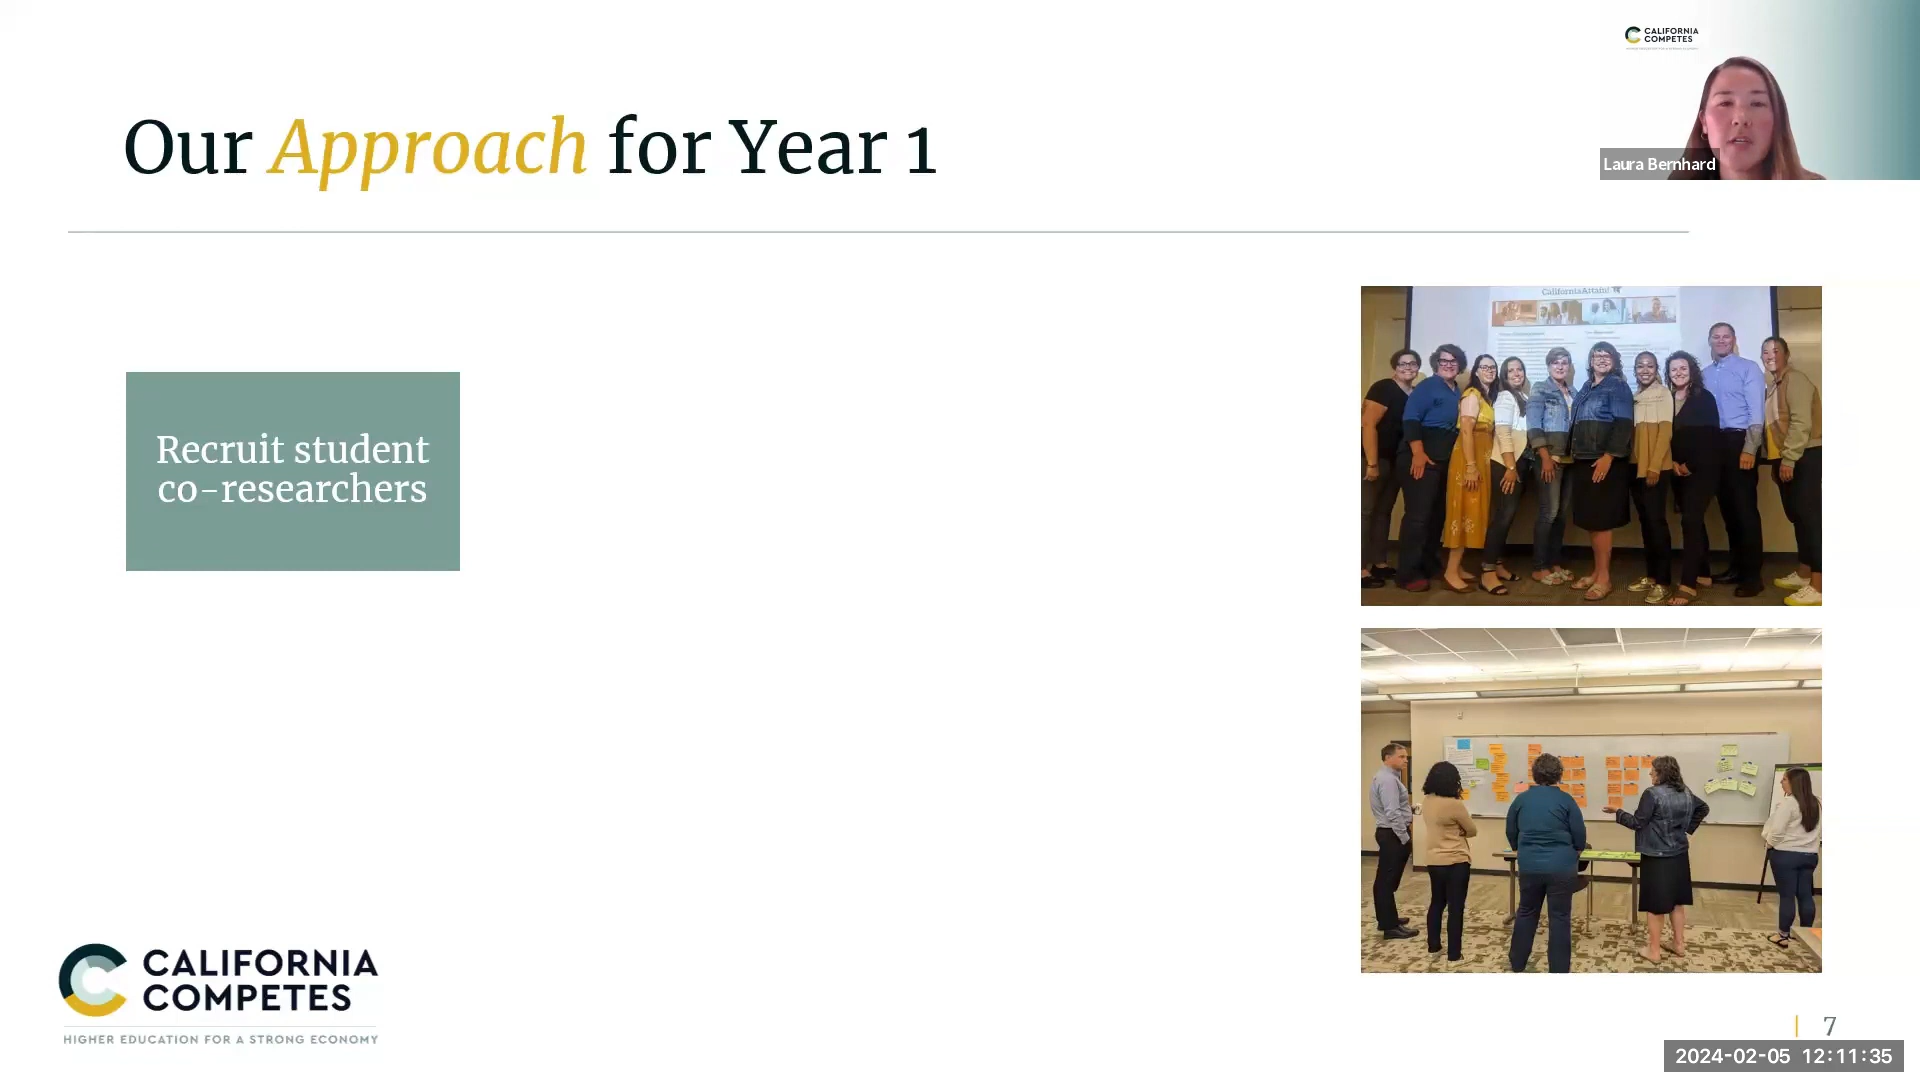 CALIFORNIA
COMPETES
Our Approach for Year 1
Laura Bernhard
CaliforniaAttain!
Recruit student
co-researchers
CALIFORNIA
COMPETES
HIGHER EDUCATION FOR A STRONG ECONOMY
7
2024-02-05 12:11:35